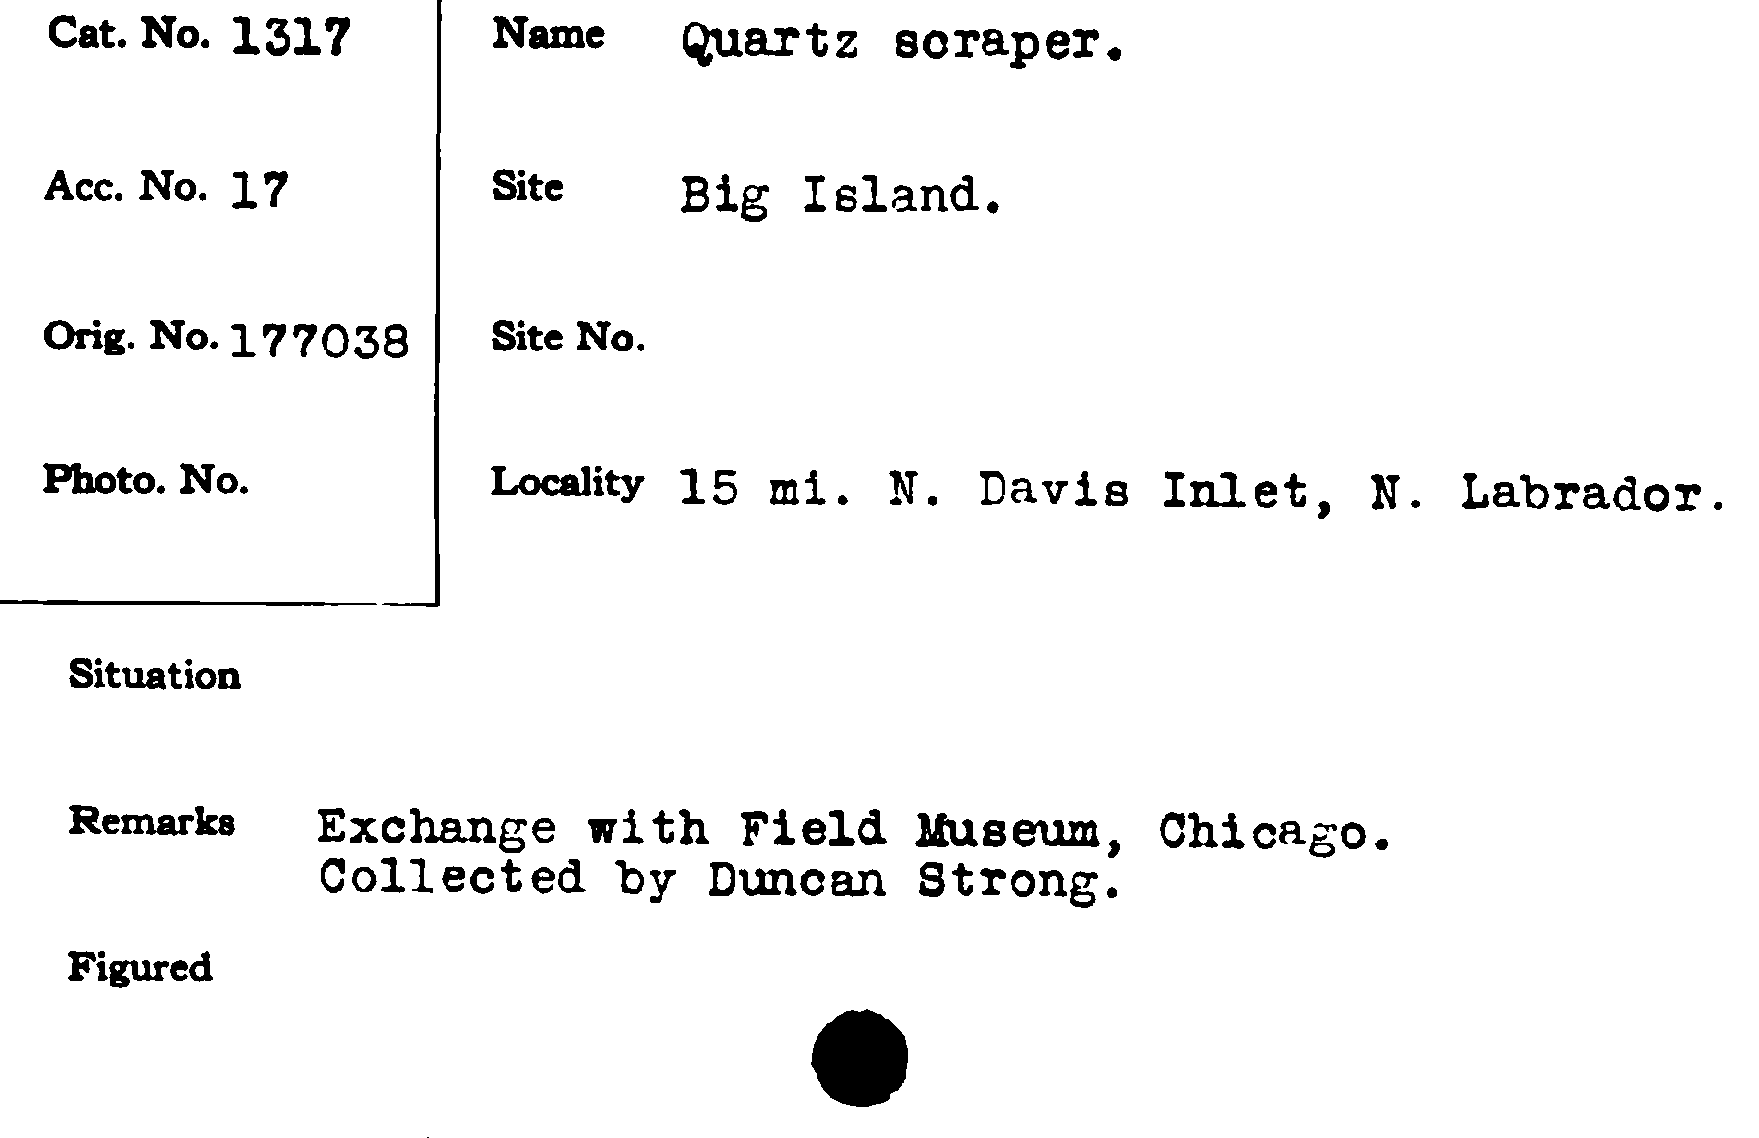 Cat. No. 1317
Name Quartz scraper.
Acc. No. 17
Site Big Island.
Orig. No. 177038
Site No.
Photo. No.
Locality 15 mi. N. Davis Inlet, N. Labrador.
Situation
Remarks Exchange with Field Museum, Chicago.
Collected by Duncan Strong.
Figured